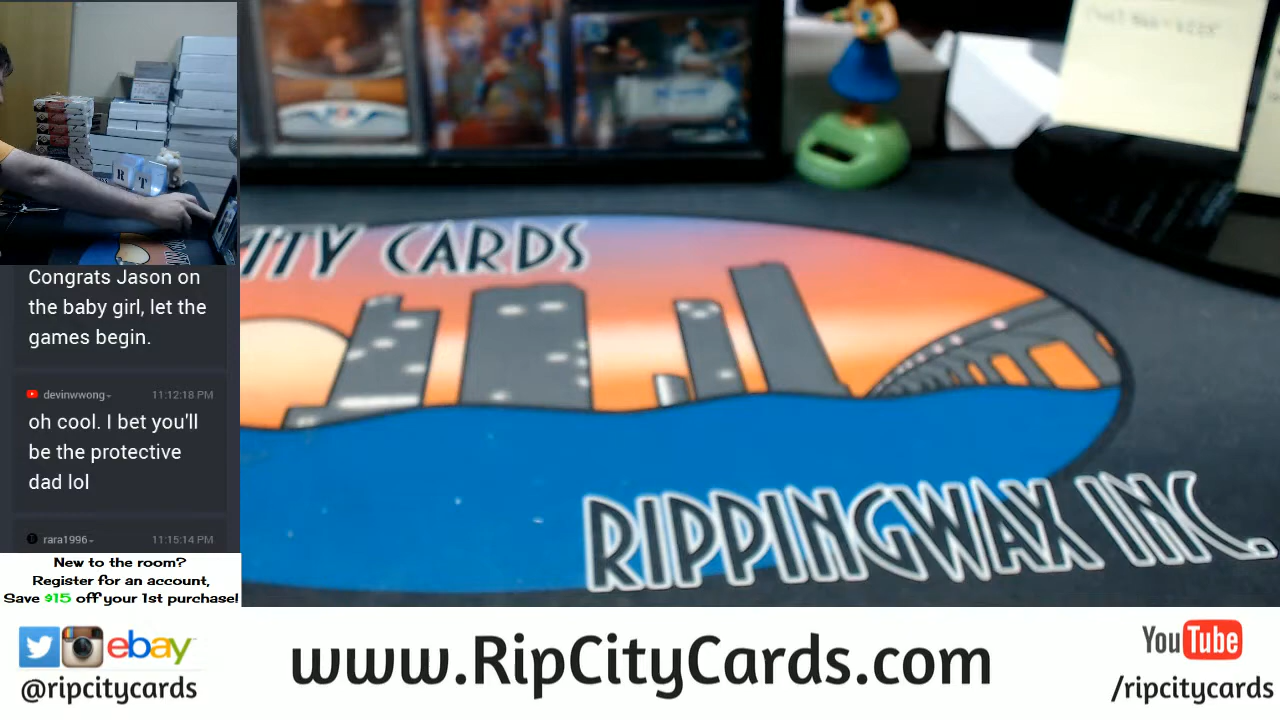 CITY CARDS
R T
Congrats Jason on
the baby girl, let the
games begin.
devinwwong
11:12:18 PM
oh cool. I bet you'll
be the protective
dad lol
rara1996
11:15:14 PM
RIPPINGWAX INC.
New to the room?
Register for an account,
Save $15 off your 1st purchase!
ebay
@ripcitycards
www.RipCityCards.com
YouTube
/ripcitycards